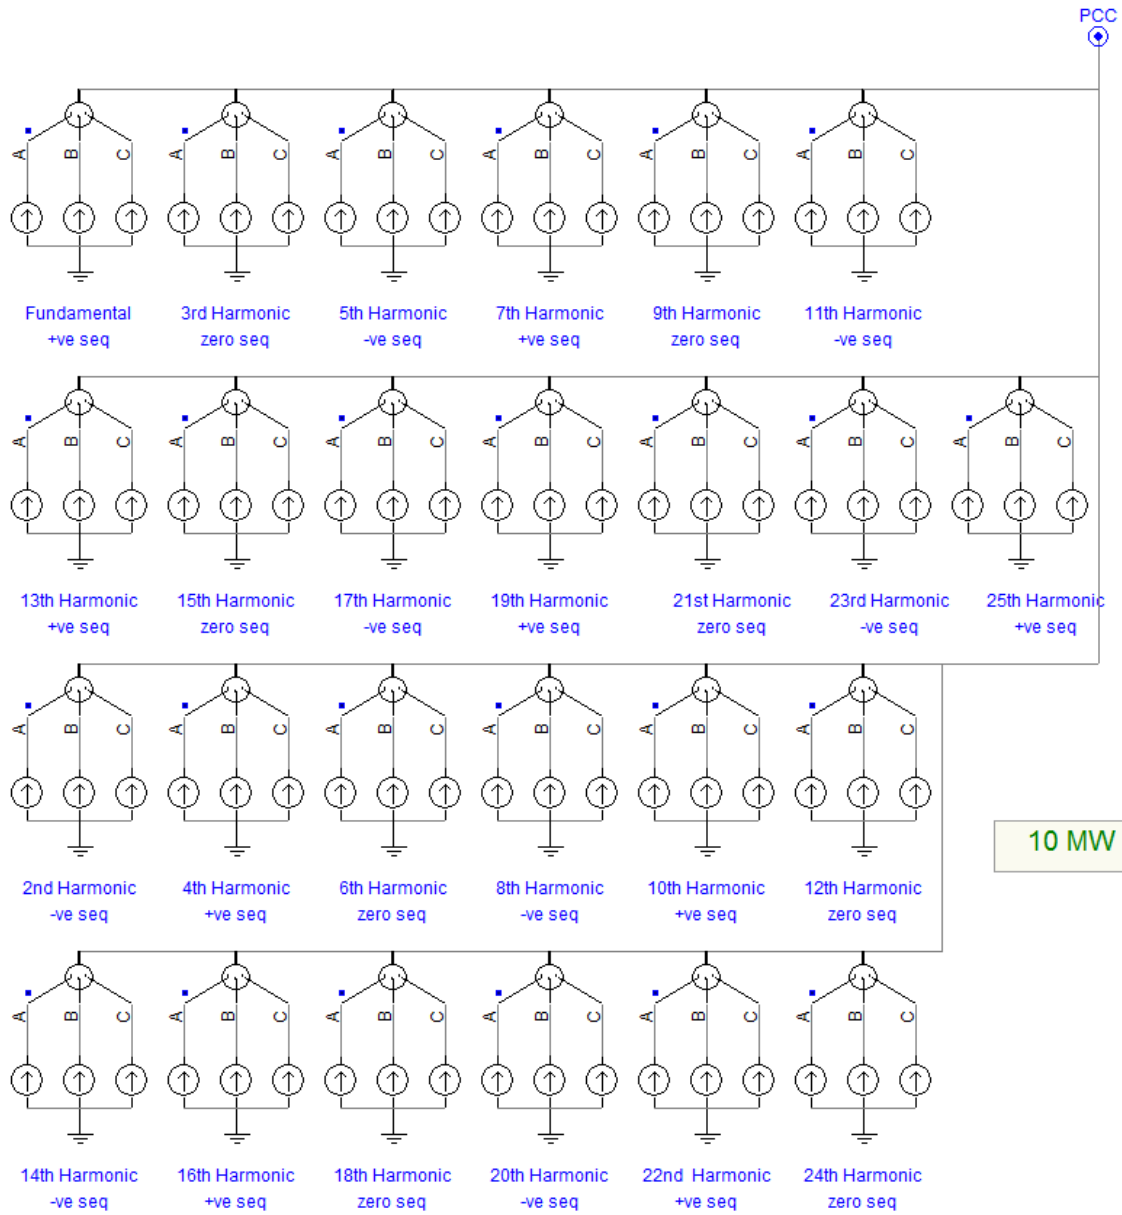 PCC
A B C A B C A B C A B C A B C A B C
Fundamental 3rd Harmonic 5th Harmonic 7th Harmonic 9th Harmonic 11th Harmonic
+ve seq zero seq -ve seq +ve seq zero seq -ve seq
A B C A B C A B C A B C A B C A B C A B C
13th Harmonic 15th Harmonic 17th Harmonic 19th Harmonic 21st Harmonic 23rd Harmonic 25th Harmonic
+ve seq zero seq -ve seq +ve seq zero seq -ve seq +ve seq
A B C A B C A B C A B C A B C A B C
10 MW
2nd Harmonic 4th Harmonic 6th Harmonic 8th Harmonic 10th Harmonic 12th Harmonic
-ve seq +ve seq zero seq -ve seq +ve seq zero seq
A B C A B C A B C A B C A B C A B C
14th Harmonic 16th Harmonic 18th Harmonic 20th Harmonic 22nd Harmonic 24th Harmonic
-ve seq +ve seq zero seq -ve seq +ve seq zero seq